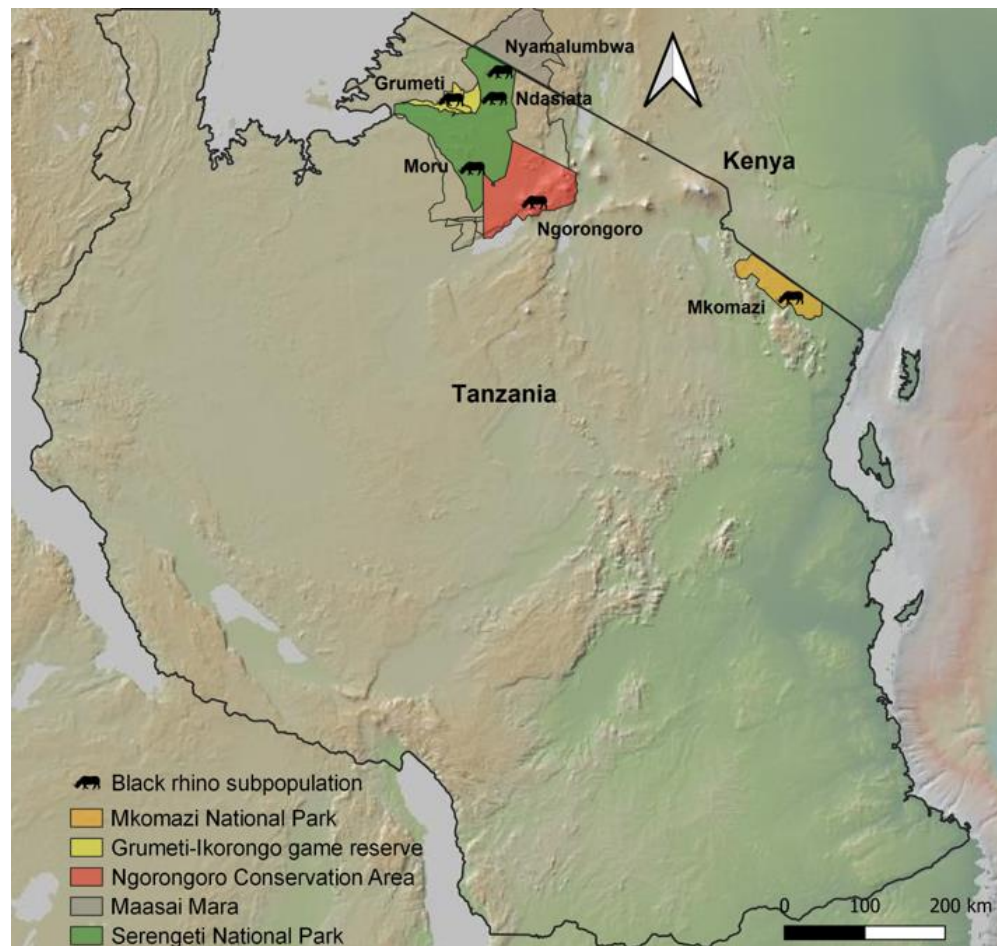 Nyamalumbwa
Grumeti
Ndasiata
Moru
Kenya
Ngorongoro
Mkomazi
Tanzania
Black rhino subpopulation
Mkomazi National Park
Grumeti-Ikorongo game reserve
Ngorongoro Conservation Area
Maasai Mara
Serengeti National Park
0 100 200 km